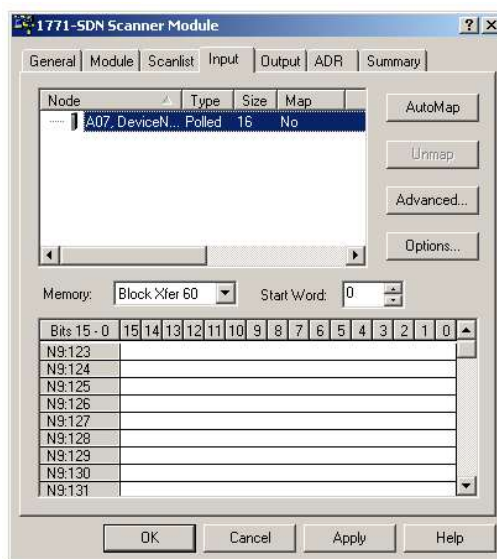 1771-SDN Scanner Module
General Module Scanlist Input Output ADR Summary
Node Type Size Map
A07, DeviceN... Polled 16 No
AutoMap
Unmap
Advanced...
Options...
Memory: Block Xfer 60 Start Word: 0
Bits 15 - 0 15 14 13 12 11 10 9 8 7 6 5 4 3 2 1 0
N9:123
N9:124
N9:125
N9:126
N9:127
N9:128
N9:129
N9:130
N9:131
OK Cancel Apply Help